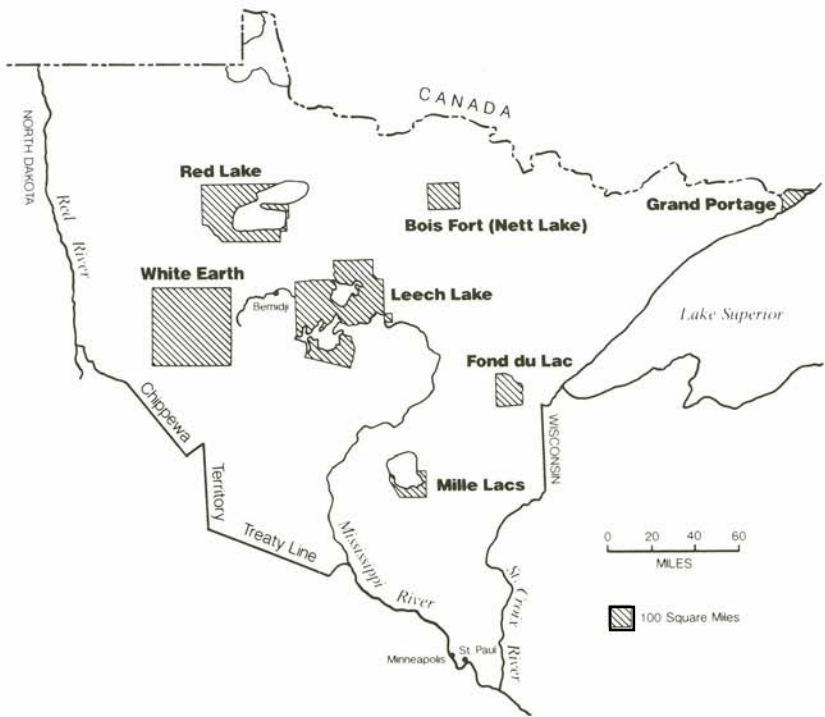 CANADA
NORTH DAKOTA
Red River
Red Lake
Bois Fort (Nett Lake)
Grand Portage
White Earth
Bemidji
Leech Lake
Lake Superior
Fond du Lac
Chippewa
Territory
Treaty Line
WISCONSIN
Mille Lacs
Mississippi River
St. Croix River
0 20 40 60
MILES
100 Square Miles
Minneapolis
St. Paul